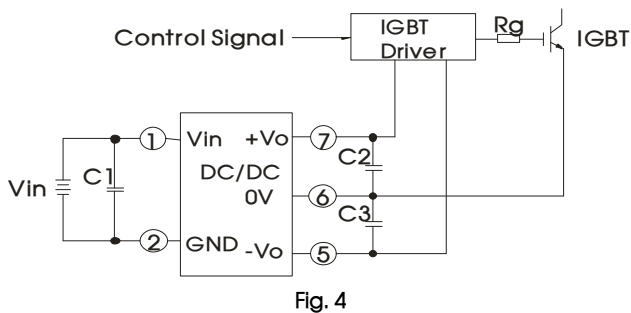 Control Signal
IGBT
Driver
Rg
IGBT
Vin
C1
1
2
Vin
+Vo
DC/DC
0V
GND
-Vo
7
6
5
C2
C3
Fig. 4